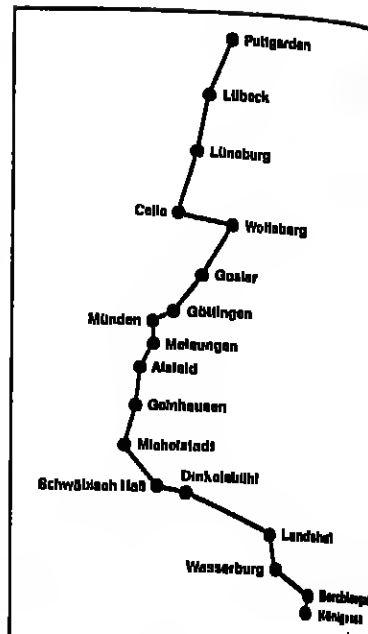 Puttgarden
Lübeck
Lüneburg
Celle
Wolfsburg
Goslar
Göttingen
Münden
Melsungen
Alsfeld
Gelnhausen
Michelstadt
Schwäbisch Hall
Dinkelsbühl
Landshut
Wasserburg